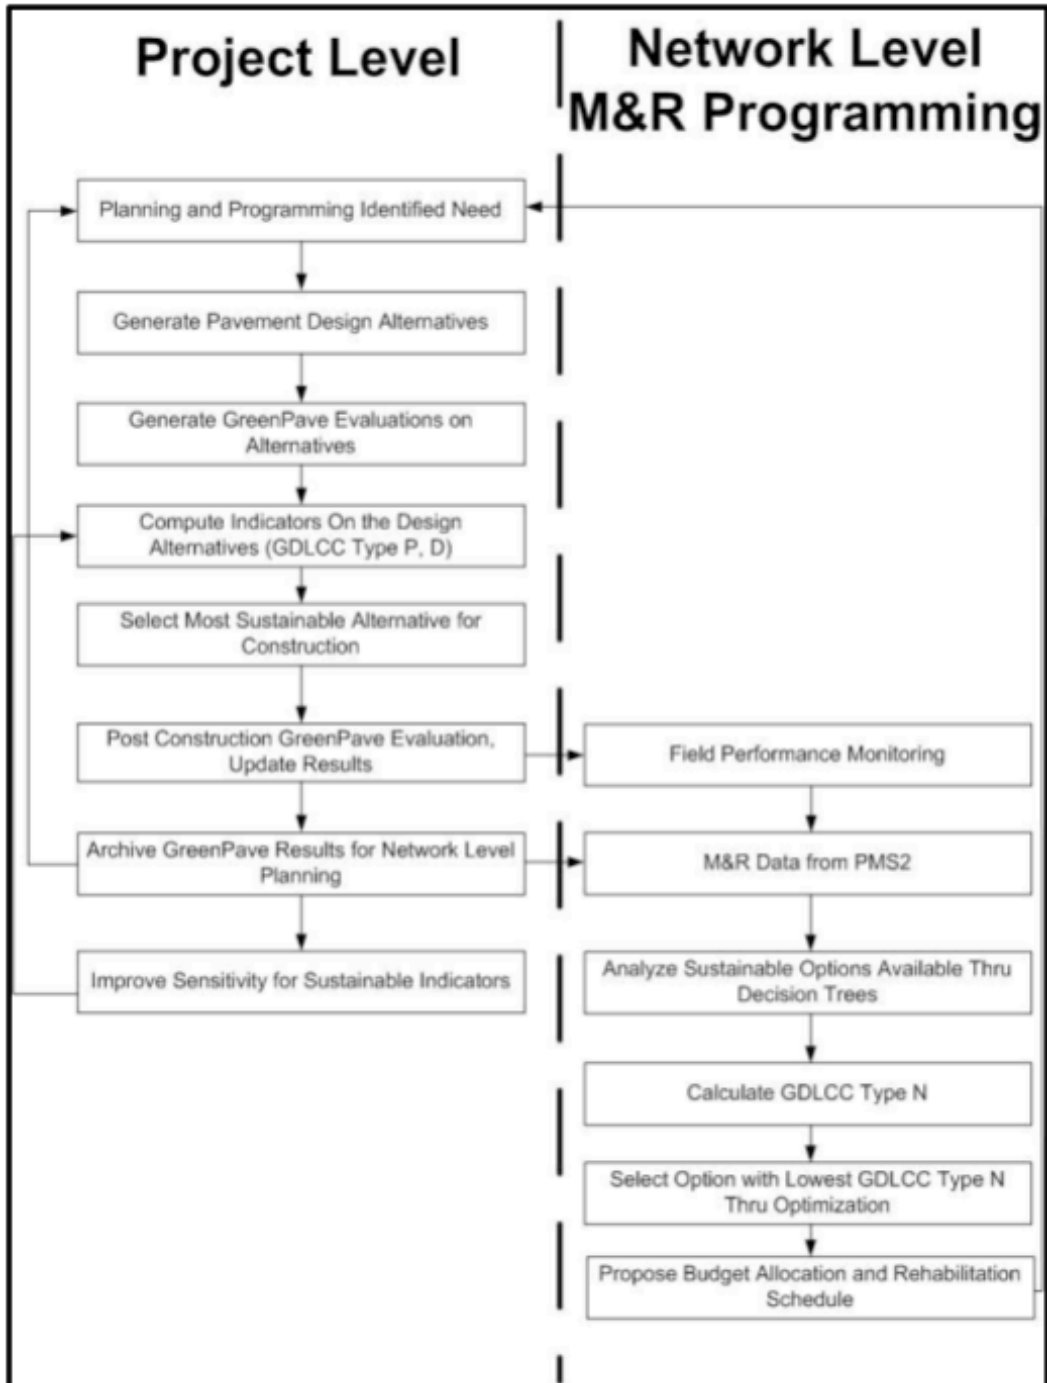 Project Level
Network Level
M&R Programming
Planning and Programming Identified Need
Generate Pavement Design Alternatives
Generate GreenPave Evaluations on
Alternatives
Compute Indicators On the Design
Alternatives (GDLCC Type P, D)
Select Most Sustainable Alternative for
Construction
Post Construction GreenPave Evaluation,
Update Results
Archive GreenPave Results for Network Level
Planning
Improve Sensitivity for Sustainable Indicators
Field Performance Monitoring
M&R Data from PMS2
Analyze Sustainable Options Available Thru
Decision Trees
Calculate GDLCC Type N
Select Option with Lowest GDLCC Type N
Thru Optimization
Propose Budget Allocation and Rehabilitation
Schedule